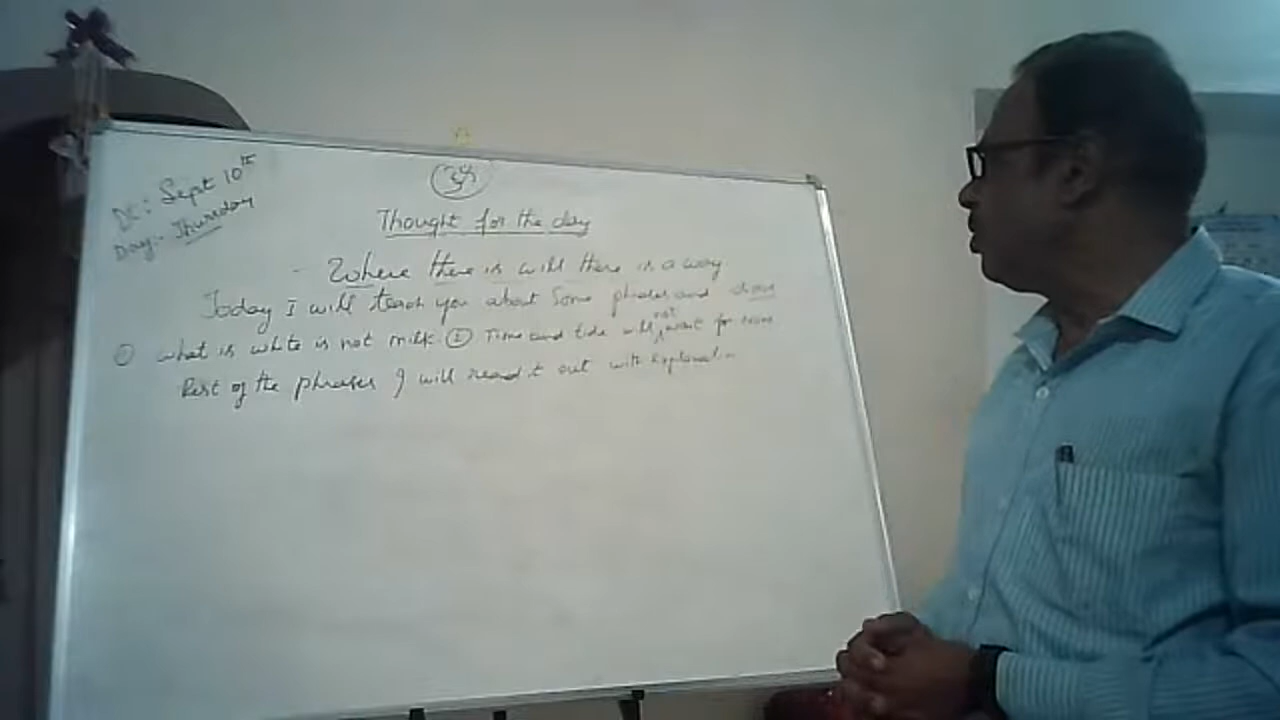 Dt: Sept 10th
Day:- Thursday
ॐ
Thought for the day
- Where there is will there is a way
Today I will teach you about Some phrases and
① what is white is not milk. ② Time and tide will not wait for
Rest of the phrases I will read it out with